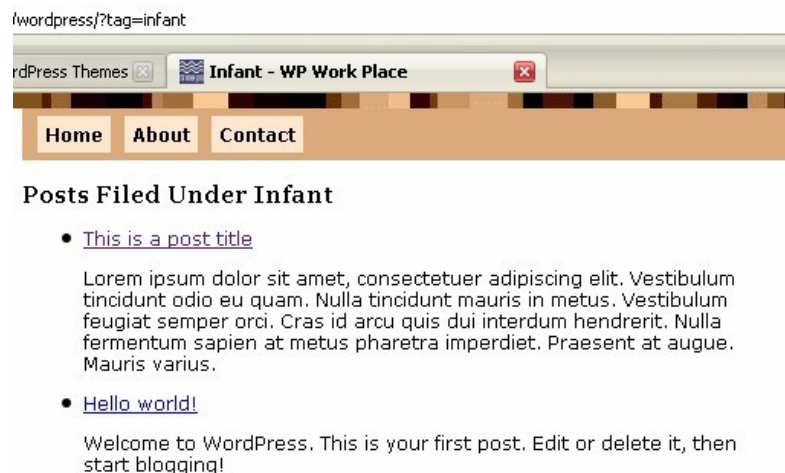 /wordpress/?tag=infant
rdPress Themes
Infant - WP Work Place
Home About Contact
Posts Filed Under Infant
This is a post title
Lorem ipsum dolor sit amet, consectetuer adipiscing elit. Vestibulum
tincidunt odio eu quam. Nulla tincidunt mauris in metus. Vestibulum
feugiat semper orci. Cras id arcu quis dui interdum hendrerit. Nulla
fermentum sapien at metus pharetra imperdiet. Praesent at augue.
Mauris varius.
Hello world!
Welcome to WordPress. This is your first post. Edit or delete it, then
start blogging!